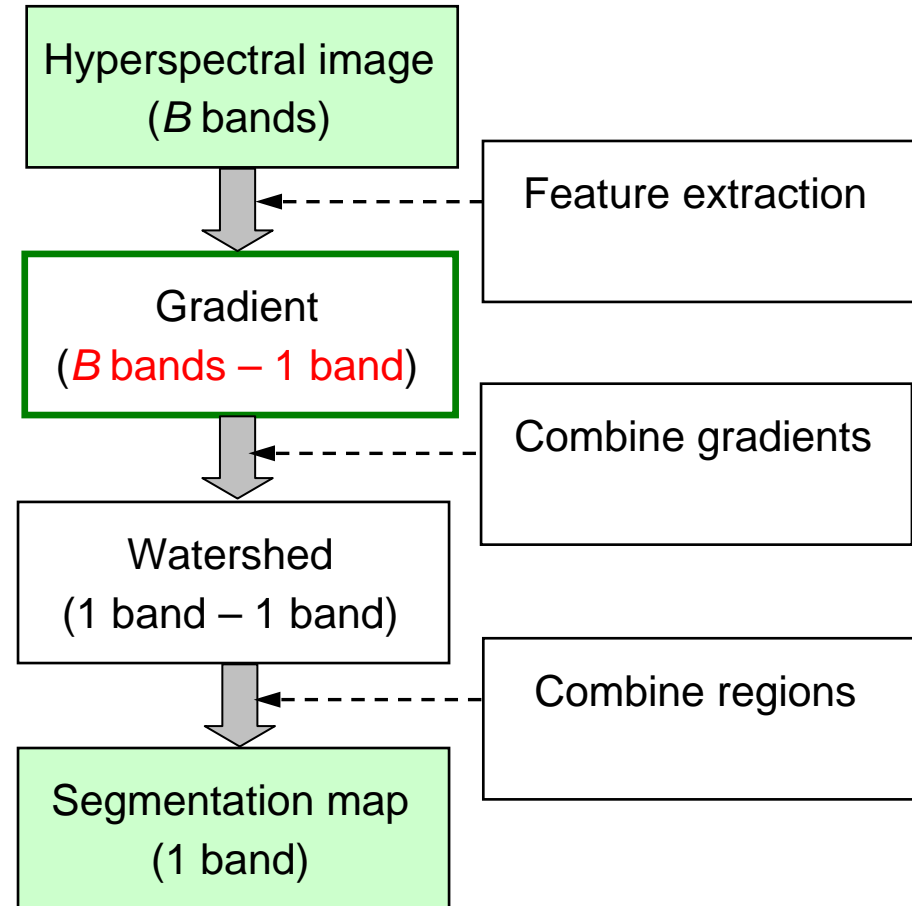 Hyperspectral image
(B bands)
Feature extraction
Gradient
(B bands – 1 band)
Combine gradients
Watershed
(1 band – 1 band)
Combine regions
Segmentation map
(1 band)